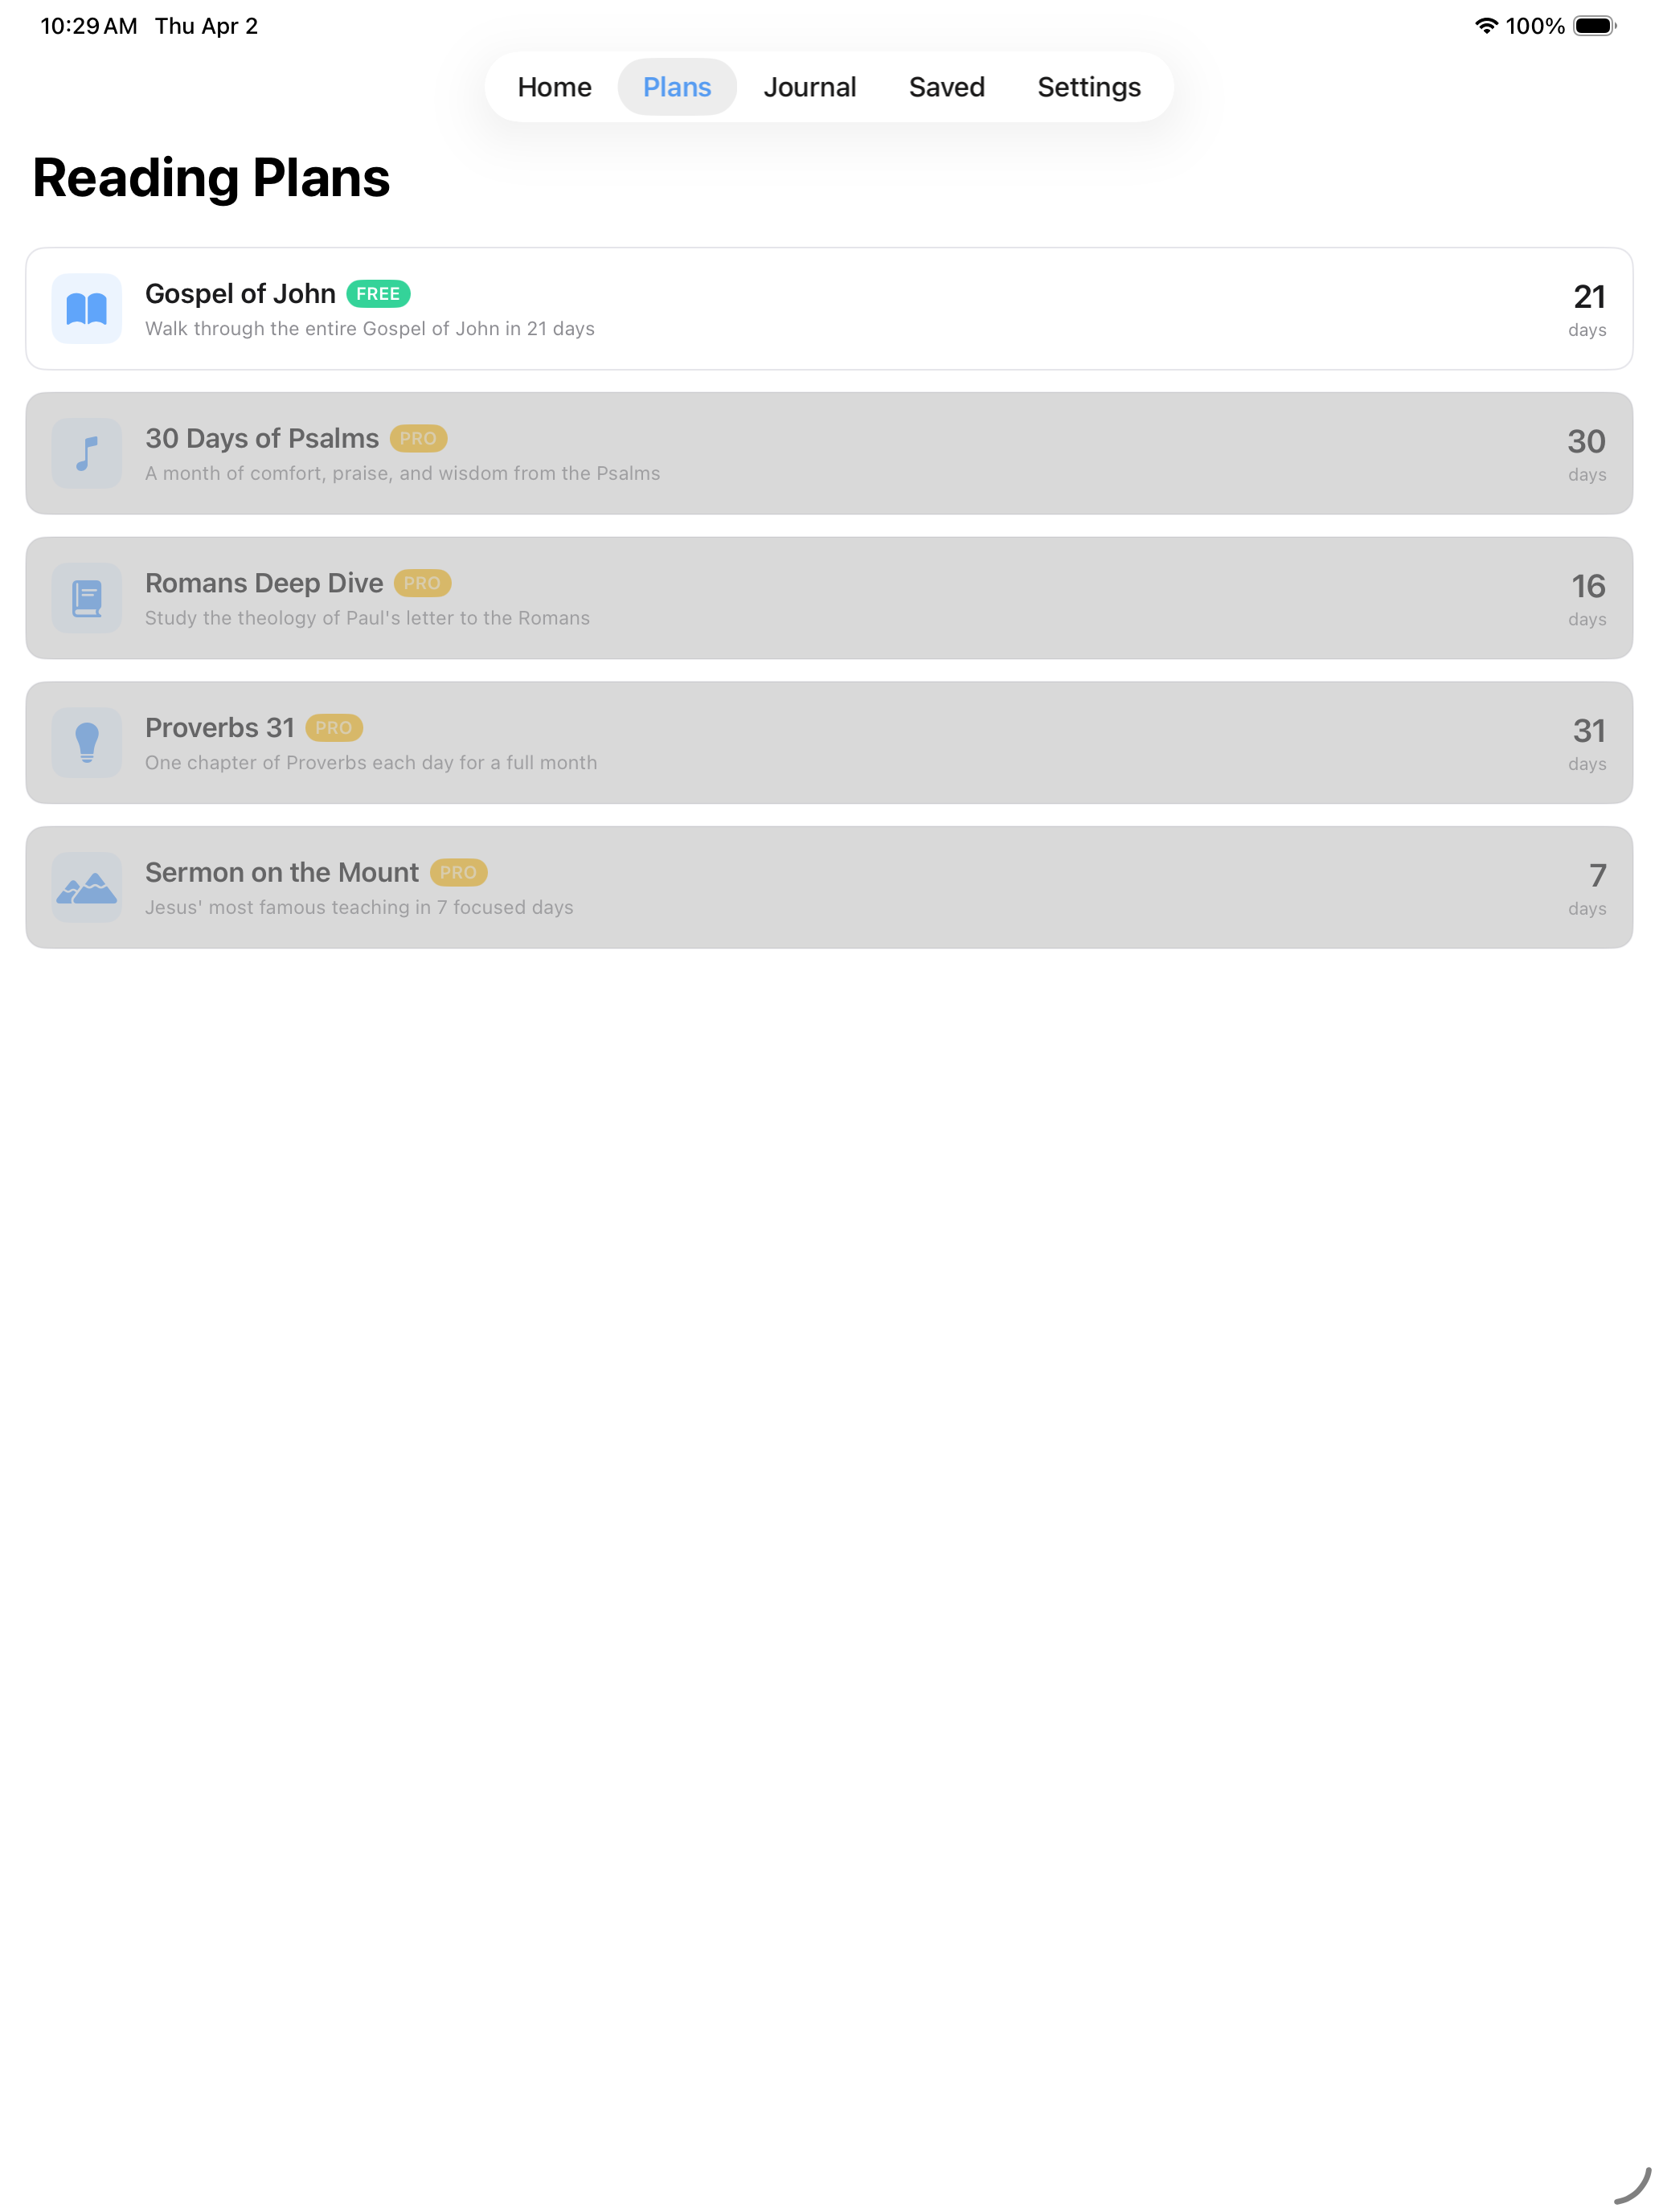 10:29 AM Thu Apr 2 100%
Home Plans Journal Saved Settings
Reading Plans
Gospel of John FREE
Walk through the entire Gospel of John in 21 days
21
days
30 Days of Psalms PRO
A month of comfort, praise, and wisdom from the Psalms
30
days
Romans Deep Dive PRO
Study the theology of Paul's letter to the Romans
16
days
Proverbs 31 PRO
One chapter of Proverbs each day for a full month
31
days
Sermon on the Mount PRO
Jesus' most famous teaching in 7 focused days
7
days